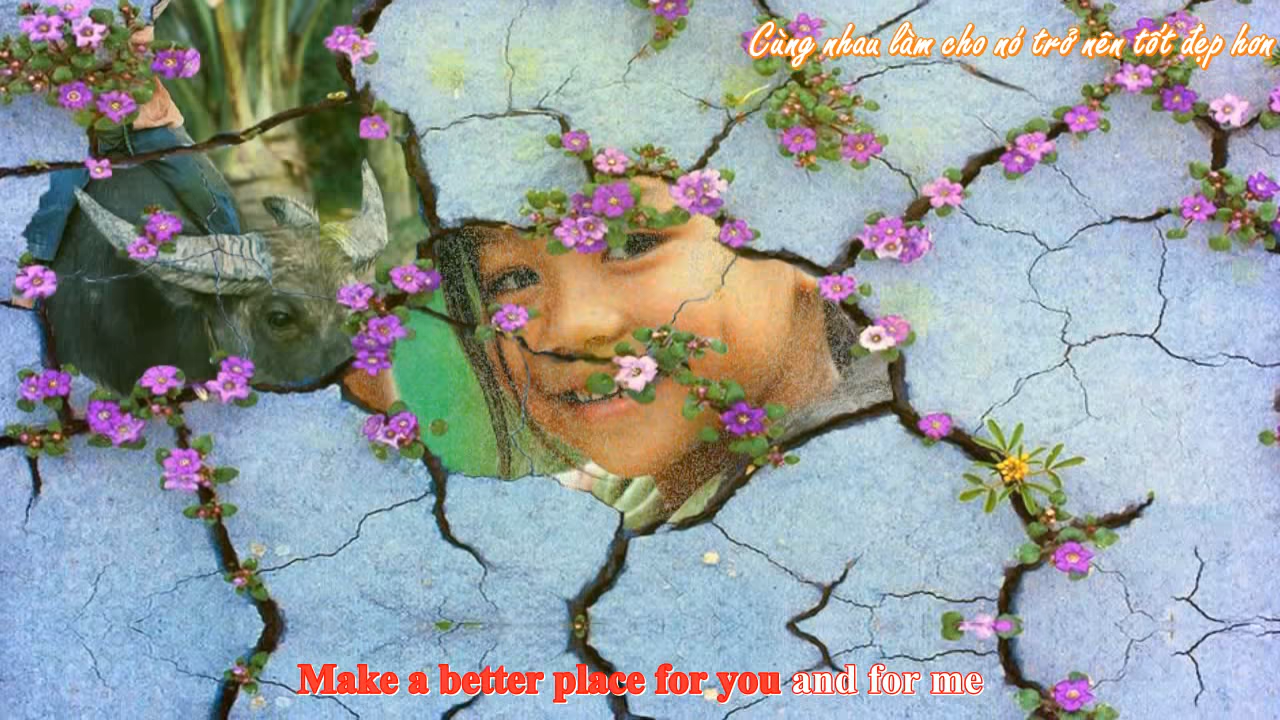 Cùng nhau làm cho nó trở nên tốt đẹp hơn
Make a better place for you and for me